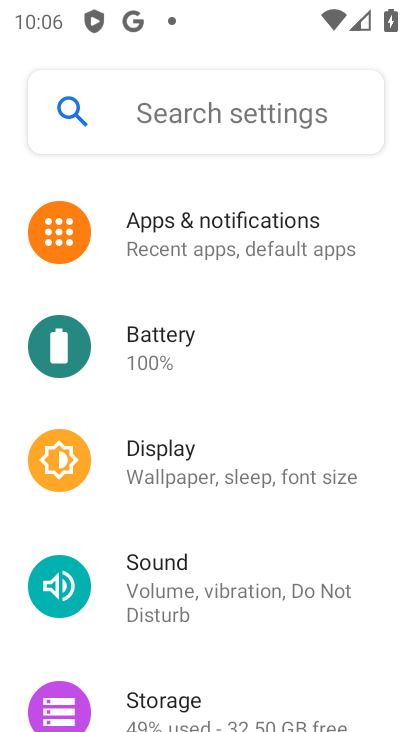 10:06
Search settings
Apps & notifications
Recent apps, default apps
Battery
100%
Display
Wallpaper, sleep, font size
Sound
Volume, vibration, Do Not
Disturb
Storage
49% used - 32.50 GB free